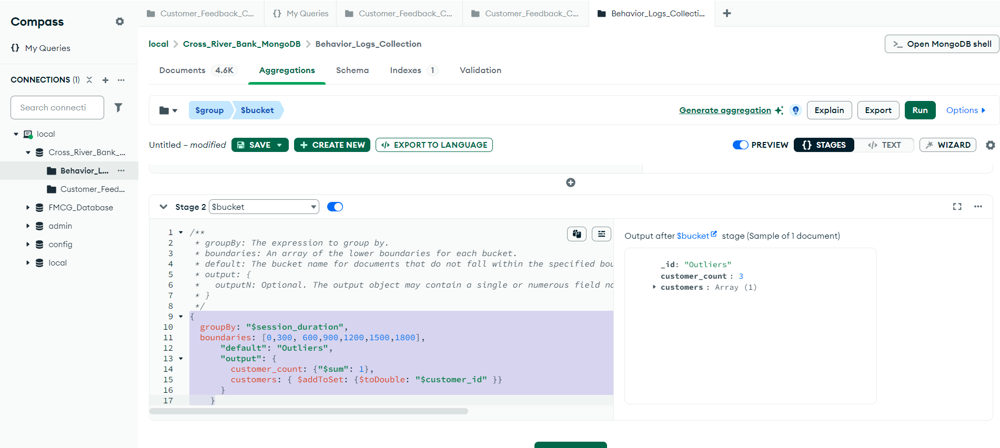 Compass
My Queries
CONNECTIONS (1)
Search connecti
local
Cross_River_Bank_...
Behavior_L...
Customer_Feed...
FMCG_Database
admin
config
local
Customer_Feedback_C...
{} My Queries
Customer_Feedback_C...
Customer_Feedback_C...
Behavior_Logs_Collecti...
local > Cross_River_Bank_MongoDB > Behavior_Logs_Collection
>_ Open MongoDB shell
Documents 4.6K Aggregations Schema Indexes 1 Validation
$group $bucket
Generate aggregation Explain Export Run Options
Untitled – modified SAVE + CREATE NEW </> EXPORT TO LANGUAGE
PREVIEW {} STAGES </> TEXT WIZARD
Stage 2 $bucket
1 /**
2 * groupBy: The expression to group by.
3 * boundaries: An array of the lower boundaries for each bucket.
4 * default: The bucket name for documents that do not fall within the specified bou
5 * output: {
6 *   outputN: Optional. The output object may contain a single or numerous field na
7 * }
8 */
9 {
10 groupBy: "$session_duration",
11 boundaries: [0,300, 600,900,1200,1500,1800],
12 "default": "Outliers",
13 "output": {
14 customer_count: {"$sum": 1},
15 customers: { $addToSet: {$toDouble: "$customer_id" }}
16 }
17 }
Output after $bucket stage (Sample of 1 document)
_id: "Outliers"
customer_count : 3
customers : Array (1)